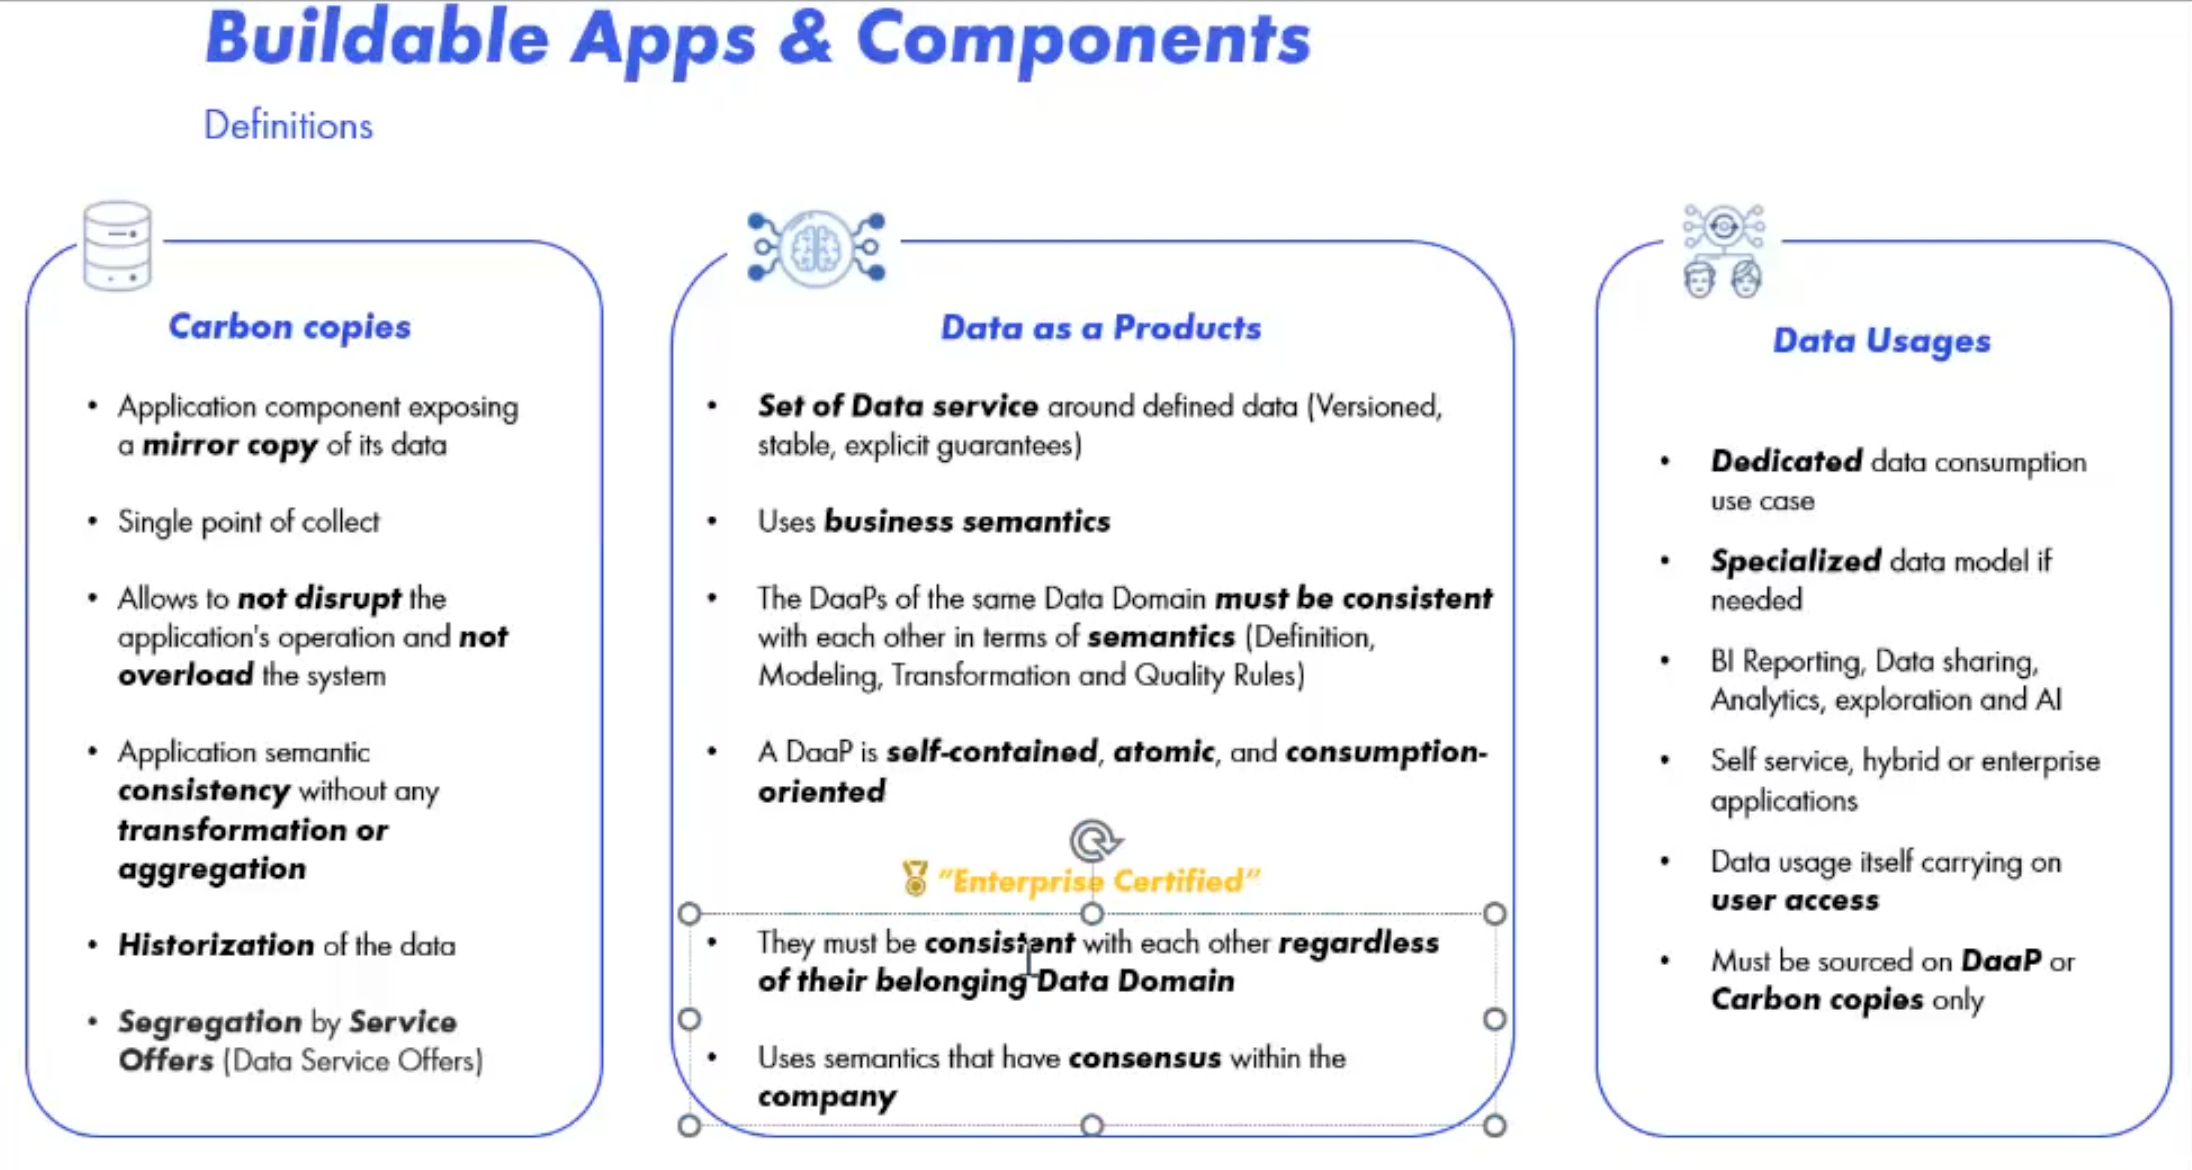 Buildable Apps & Components
Definitions
Carbon copies
• Application component exposing
a mirror copy of its data
• Single point of collect
• Allows to not disrupt the
application's operation and not
overload the system
• Application semantic
consistency without any
transformation or
aggregation
• Historization of the data
• Segregation by Service
Offers (Data Service Offers)
Data as a Products
• Set of Data service around defined data (Versioned,
stable, explicit guarantees)
• Uses business semantics
• The DaaPs of the same Data Domain must be consistent
with each other in terms of semantics (Definition,
Modeling, Transformation and Quality Rules)
• A DaaP is self-contained, atomic, and consumption-
oriented
"Enterprise Certified"
• They must be consistent with each other regardless
of their belonging Data Domain
• Uses semantics that have consensus within the
company
Data Usages
• Dedicated data consumption
use case
• Specialized data model if
needed
• BI Reporting, Data sharing,
Analytics, exploration and AI
• Self service, hybrid or enterprise
applications
• Data usage itself carrying on
user access
• Must be sourced on DaaP or
Carbon copies only